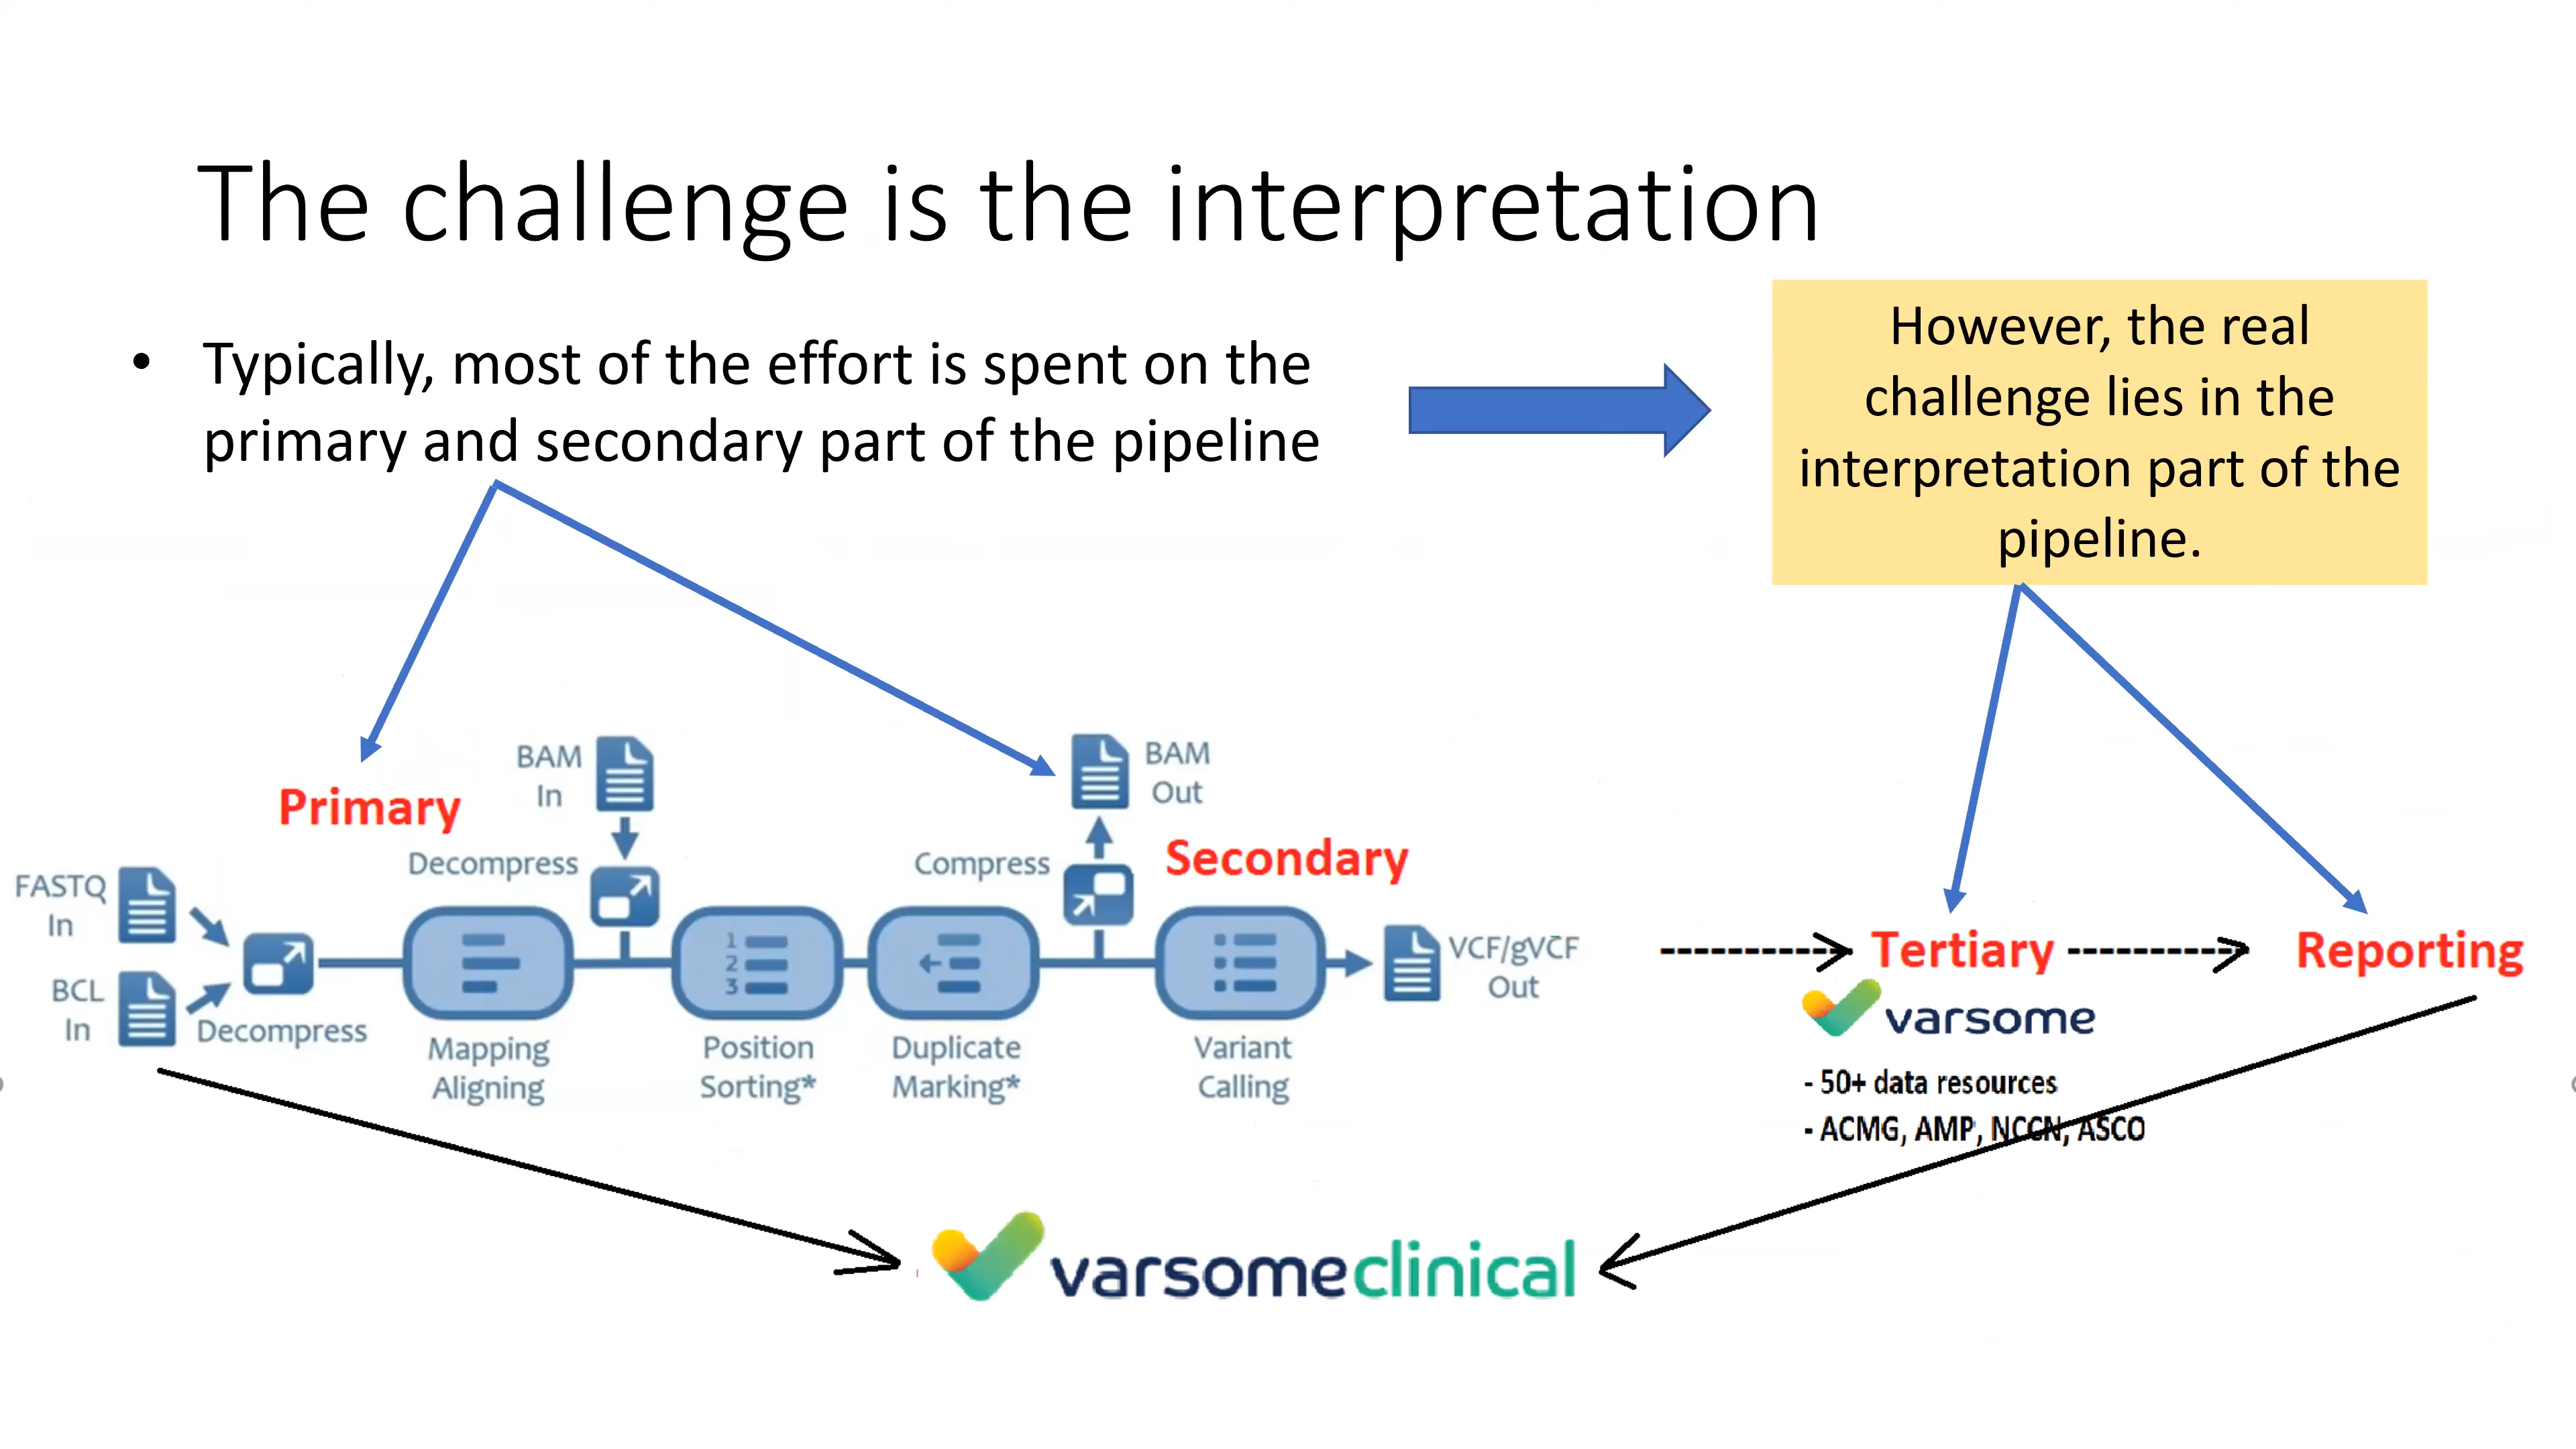 The challenge is the interpretation
• Typically, most of the effort is spent on the
primary and secondary part of the pipeline
However, the real
challenge lies in the
interpretation part of the
pipeline.
Primary
BAM
In
Decompress
FASTQ
In
BCL
In
Decompress
Mapping
Aligning
1
2
3
Position
Sorting*
Duplicate
Marking*
Compress
BAM
Out
Secondary
Variant
Calling
VCF/gVCF
Out
Tertiary
Reporting
varsome
- 50+ data resources
- ACMG, AMP, NCCN, ASCO
varsomeclinical